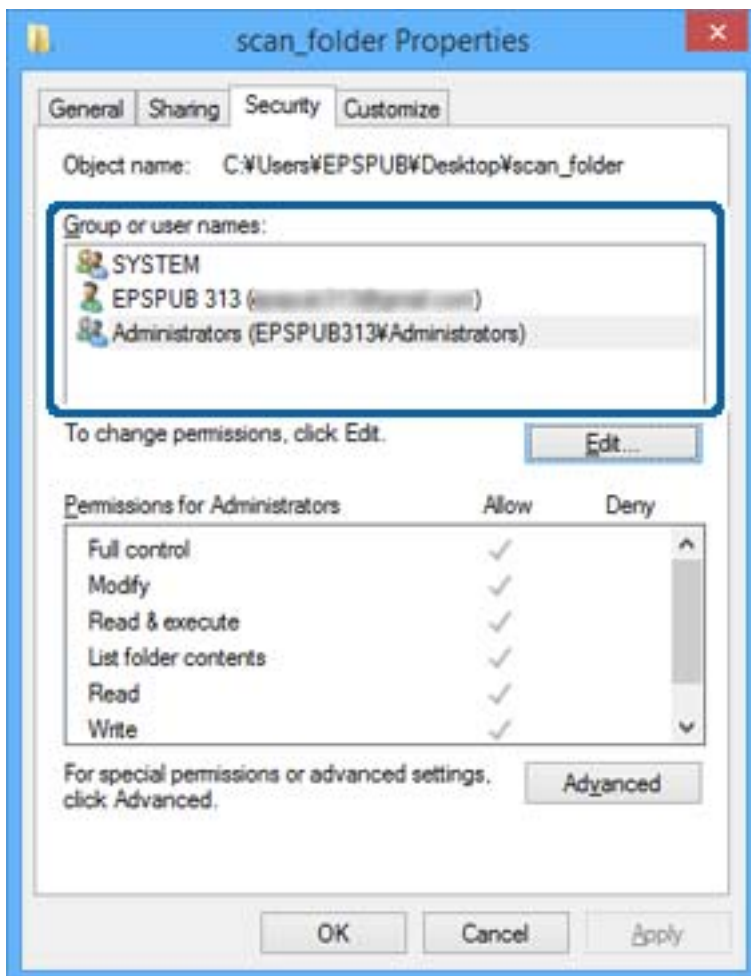 scan_folder Properties
General Sharing Security Customize
Object name: C:¥Users¥EPSPUB¥Desktop¥scan_folder
Group or user names:
SYSTEM
EPSPUB 313 ( )
Administrators (EPSPUB313¥Administrators)
To change permissions, click Edit.
Edit...
Permissions for Administrators Allow Deny
Full control
Modify
Read & execute
List folder contents
Read
Write
For special permissions or advanced settings,
click Advanced.
Advanced
OK Cancel Apply